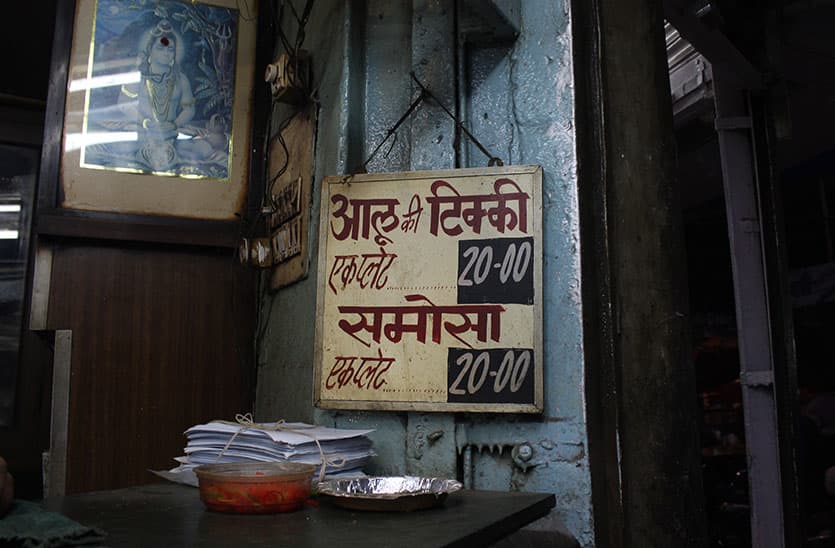 आलू की टिक्की
एक प्लेट ............ 20-00
समोसा
एक प्लेट ............ 20-00